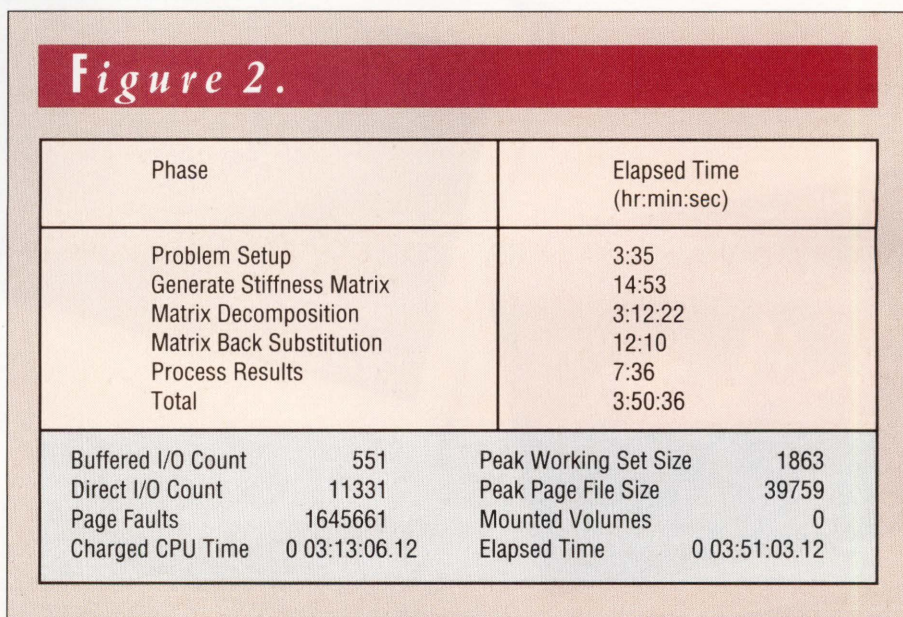 Figure 2.
Phase Elapsed Time
(hr:min:sec)
Problem Setup 3:35
Generate Stiffness Matrix 14:53
Matrix Decomposition 3:12:22
Matrix Back Substitution 12:10
Process Results 7:36
Total 3:50:36
Buffered I/O Count 551 Peak Working Set Size 1863
Direct I/O Count 11331 Peak Page File Size 39759
Page Faults 1645661 Mounted Volumes 0
Charged CPU Time 0 03:13:06.12 Elapsed Time 0 03:51:03.12